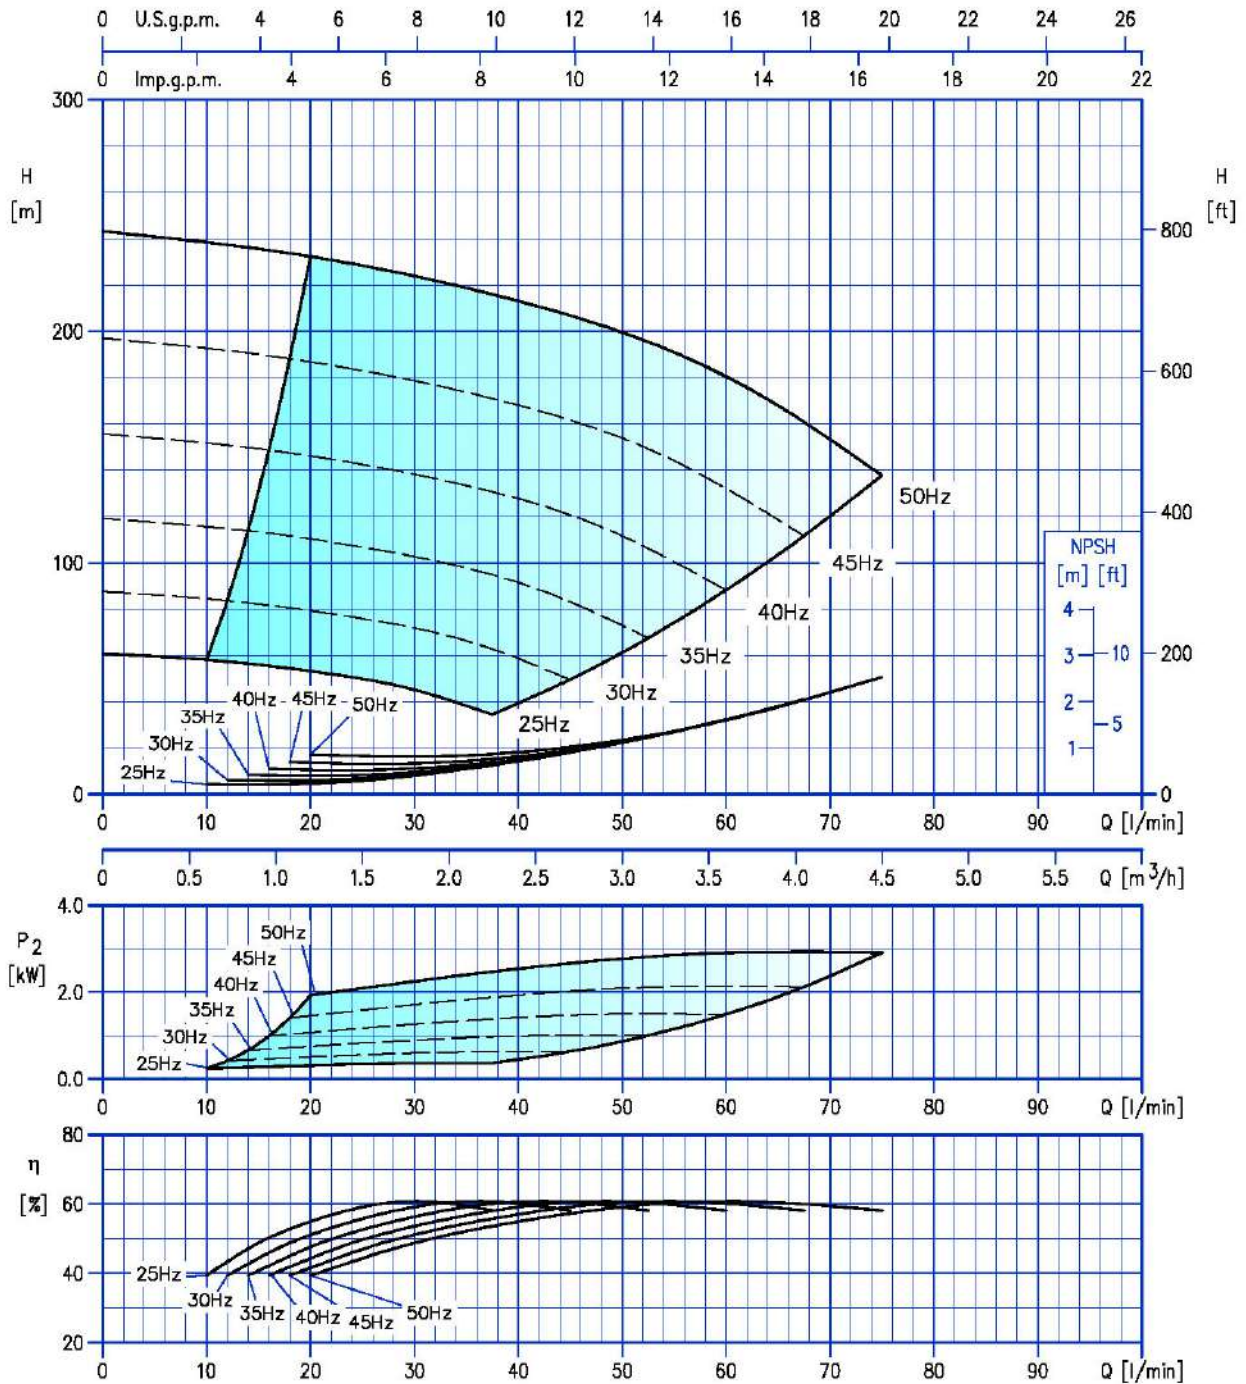 0 U.S.g.p.m. 4 6 8 10 12 14 16 18 20 22 24 26
0 Imp.g.p.m. 4 6 8 10 12 14 16 18 20 22
300
H H
[m] [ft]
800
200
600
50Hz
400
NPSH
100 45Hz [m] [ft]
40Hz 4
35Hz 3 10 200
40Hz 45Hz 50Hz 30Hz 2
35Hz 25Hz 5
30Hz 1
25Hz
0 0
0 10 20 30 40 50 60 70 80 90 Q [l/min]
0 0.5 1.0 1.5 2.0 2.5 3.0 3.5 4.0 4.5 5.0 5.5 Q [m³/h]
4.0
50Hz
P2
45Hz
[kW]
40Hz
2.0
35Hz
30Hz
25Hz
0.0
0 10 20 30 40 50 60 70 80 90 Q [l/min]
80
η
[%] 60
40
25Hz
30Hz 35Hz 40Hz 45Hz 50Hz
20
0 10 20 30 40 50 60 70 80 90 Q [l/min]